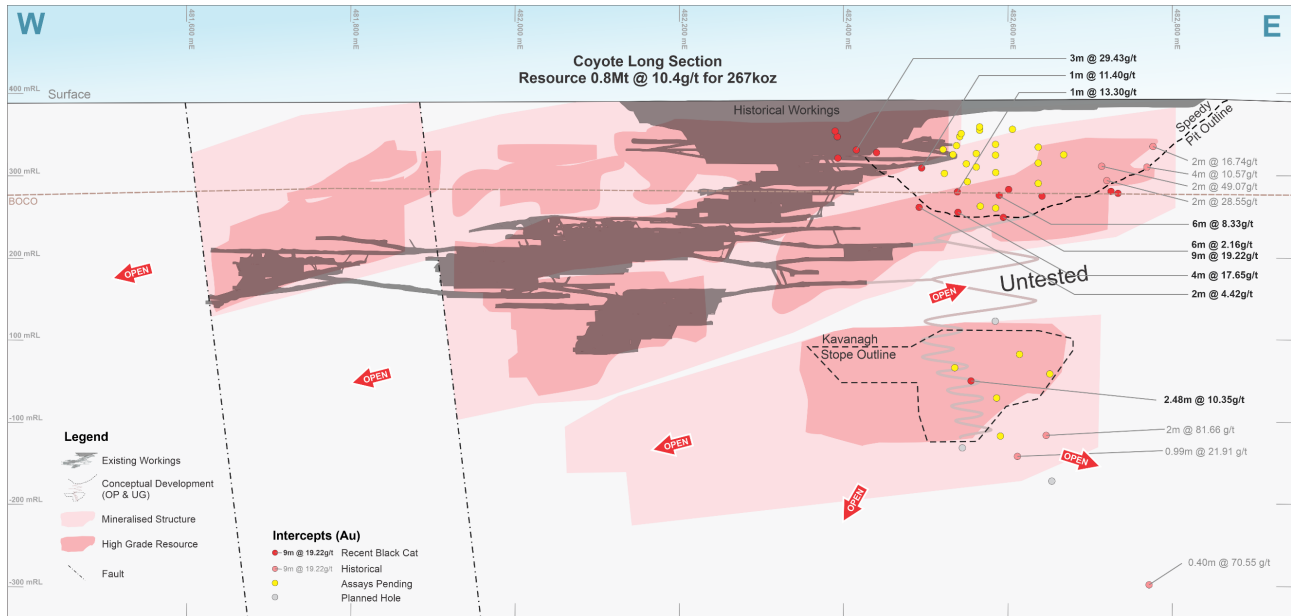 W
E
481,600 mE
481,800 mE
482,000 mE
482,200 mE
482,400 mE
482,600 mE
482,800 mE
Coyote Long Section
Resource 0.8Mt @ 10.4g/t for 267koz
400 mRL
Surface
Historical Workings
3m @ 29.43g/t
1m @ 11.40g/t
1m @ 13.30g/t
Speedy
Pit Outline
2m @ 16.74g/t
4m @ 10.57g/t
2m @ 49.07g/t
2m @ 28.55g/t
300 mRL
BOCO
6m @ 8.33g/t
6m @ 2.16g/t
9m @ 19.22g/t
4m @ 17.65g/t
2m @ 4.42g/t
200 mRL
OPEN
OPEN
Untested
100 mRL
Kavanagh
Stope Outline
OPEN
2.48m @ 10.35g/t
-100 mRL
2m @ 81.66 g/t
0.99m @ 21.91 g/t
OPEN
OPEN
OPEN
-200 mRL
-300 mRL
0.40m @ 70.55 g/t
Legend
Existing Workings
Conceptual Development
(OP & UG)
Mineralised Structure
High Grade Resource
Fault
Intercepts (Au)
9m @ 19.22g/t Recent Black Cat
9m @ 19.22g/t Historical
Assays Pending
Planned Hole